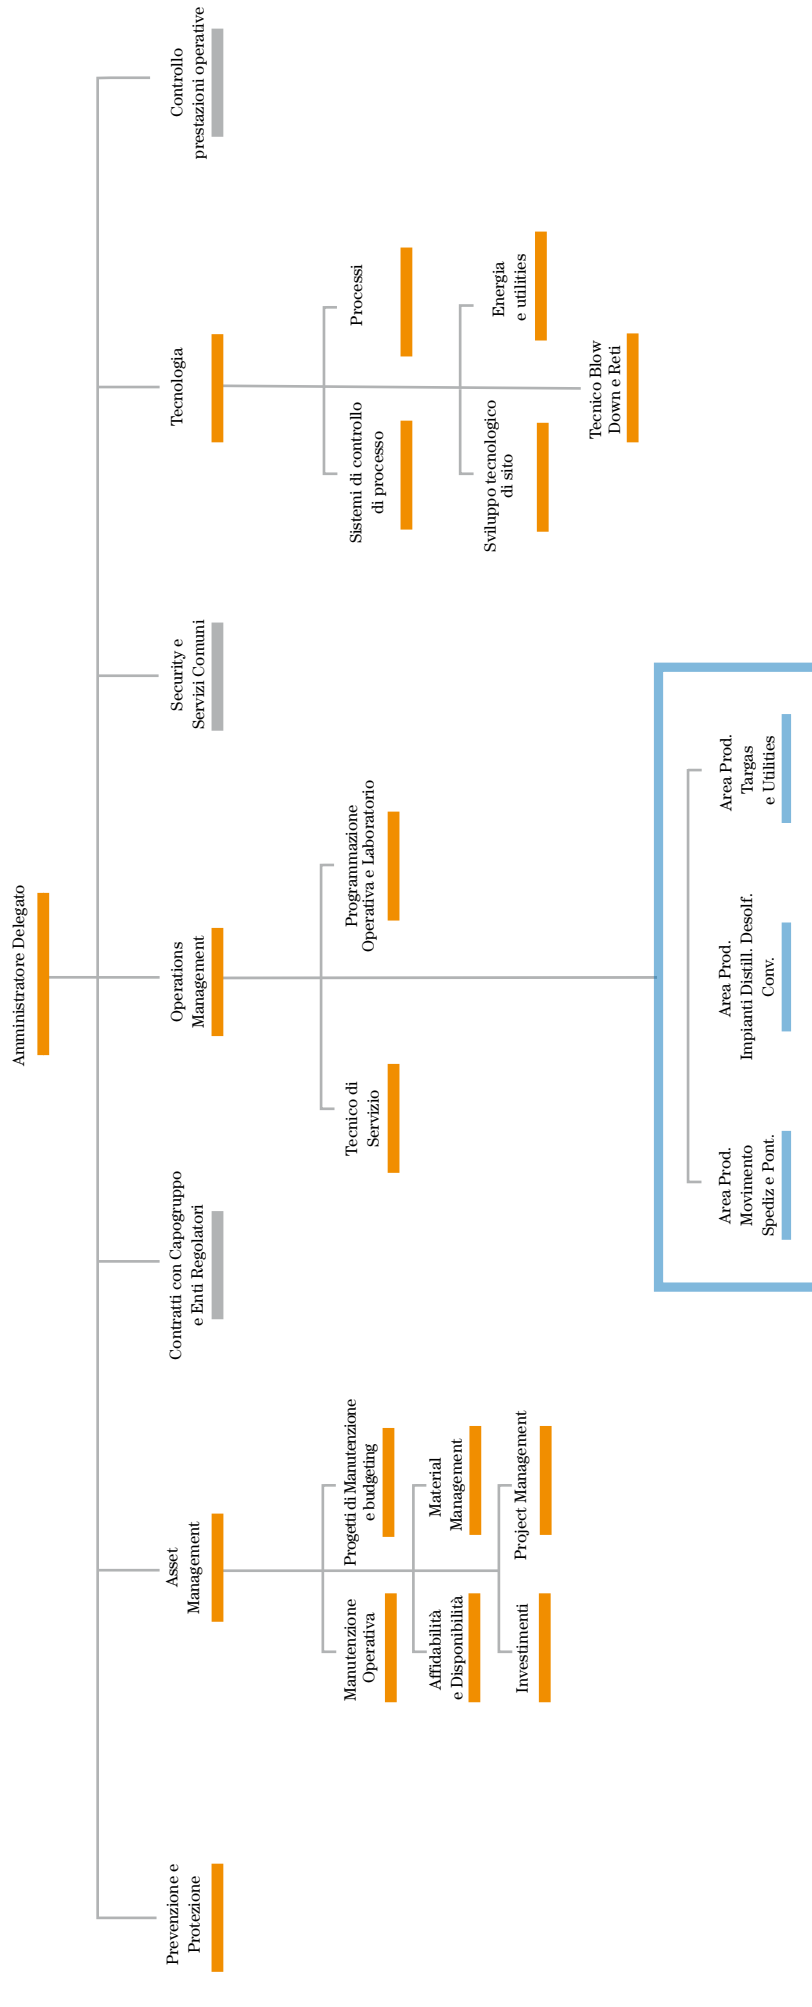 Amministratore Delegato
Prevenzione e
Protezione
Asset
Management
Contratti con Capogruppo
e Enti Regolatori
Operations
Management
Security e
Servizi Comuni
Tecnologia
Controllo
prestazioni operative
Manutenzione
Operativa
Progetti di Manutenzione
e budgeting
Affidabilità
e Disponibilità
Material
Management
Investimenti
Project Management
Tecnico di
Servizio
Programmazione
Operativa e Laboratorio
Sistemi di controllo
di processo
Processi
Sviluppo tecnologico
di sito
Energia
e utilities
Tecnico Blow
Down e Reti
Area Prod.
Movimento
Spediz e Pont.
Area Prod.
Impianti Distill. Desolf.
Conv.
Area Prod.
Targas
e Utilities